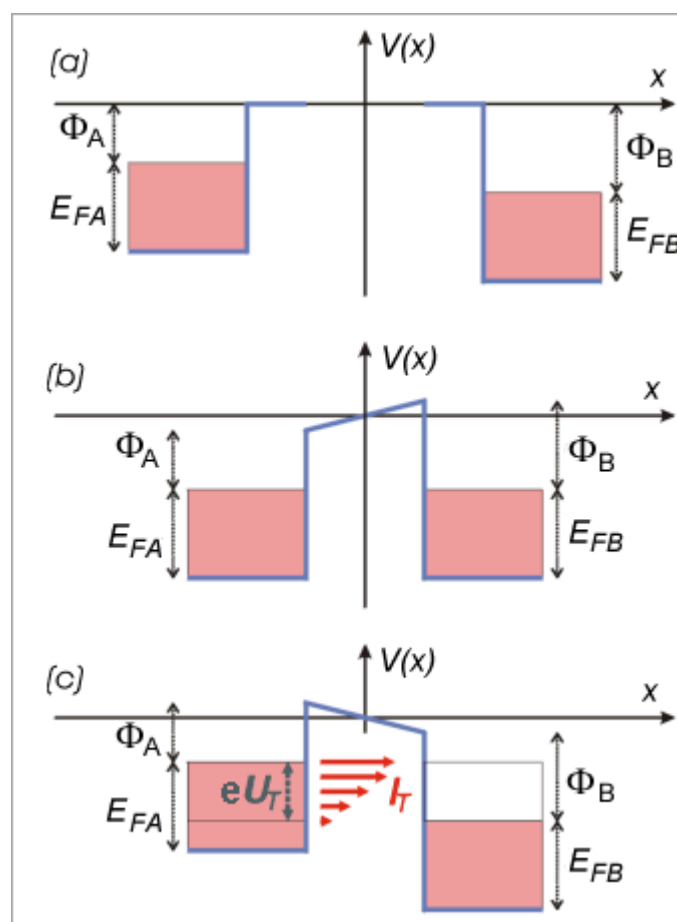 (a)
V(x)
x
Φ_A
Φ_B
E_FA
E_FB
(b)
V(x)
x
Φ_A
Φ_B
E_FA
E_FB
(c)
V(x)
x
Φ_A
eU_T
I_T
Φ_B
E_FA
E_FB